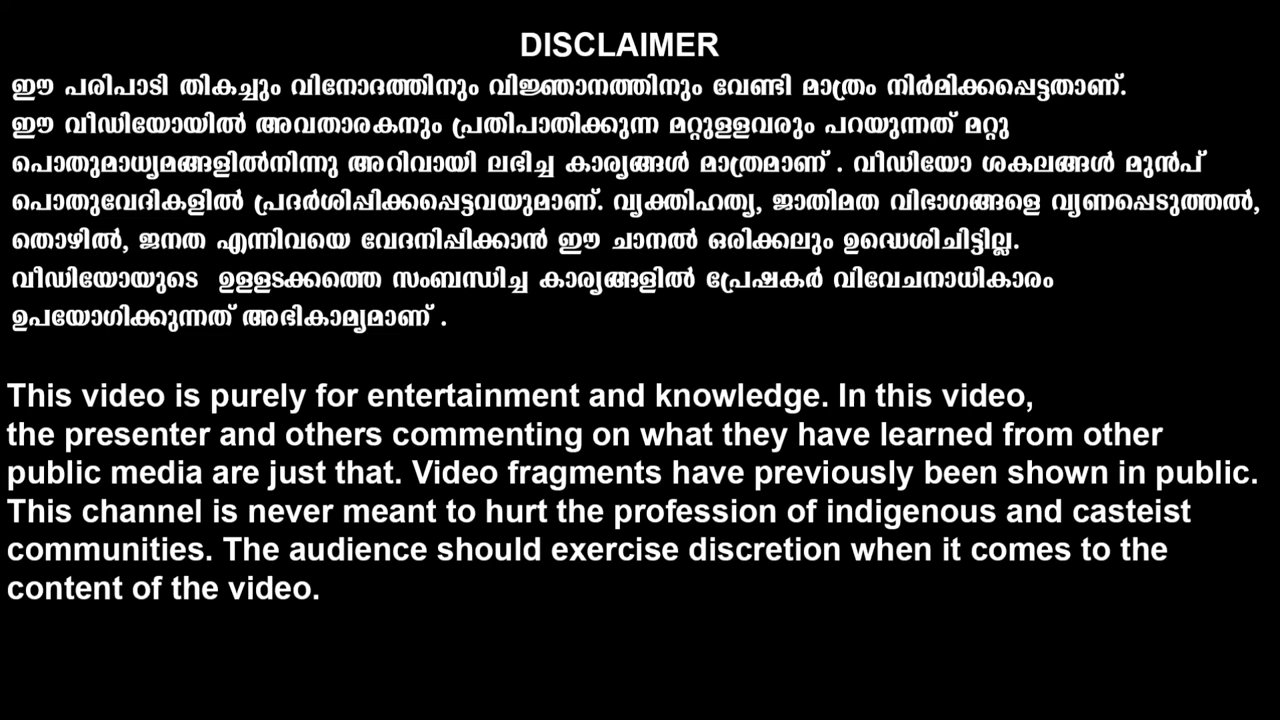 DISCLAIMER
ഈ പരിപാടി തികച്ചും വിനോദത്തിനും വിജ്ഞാനത്തിനും വേണ്ടി മാത്രം നിർമിക്കപ്പെട്ടതാണ്.
ഈ വീഡിയോയിൽ അവതാരകനും പ്രതിപാതിക്കുന്ന മറ്റുള്ളവരും പറയുന്നത് മറ്റു
പൊതുമാധ്യമങ്ങളിൽനിന്നു അറിവായി ലഭിച്ച കാര്യങ്ങൾ മാത്രമാണ് . വീഡിയോ ശകലങ്ങൾ മുൻപ്
പൊതുവേദികളിൽ പ്രദർശിപ്പിക്കപ്പെട്ടവയുമാണ്. വ്യക്തിഹത്യ, ജാതിമത വിഭാഗങ്ങളെ വ്യണപ്പെടുത്തൽ,
തൊഴിൽ, ജനത എന്നിവയെ വേദനിപ്പിക്കാൻ ഈ ചാനൽ ഒരിക്കലും ഉദ്ധെശിചിട്ടില്ല.
വീഡിയോയുടെ ഉള്ളടക്കത്തെ സംബന്ധിച്ച കാര്യങ്ങളിൽ പ്രേഷകർ വിവേചനാധികാരം
ഉപയോഗിക്കുന്നത് അഭികാമ്യമാണ് .
This video is purely for entertainment and knowledge. In this video,
the presenter and others commenting on what they have learned from other
public media are just that. Video fragments have previously been shown in public.
This channel is never meant to hurt the profession of indigenous and casteist
communities. The audience should exercise discretion when it comes to the
content of the video.